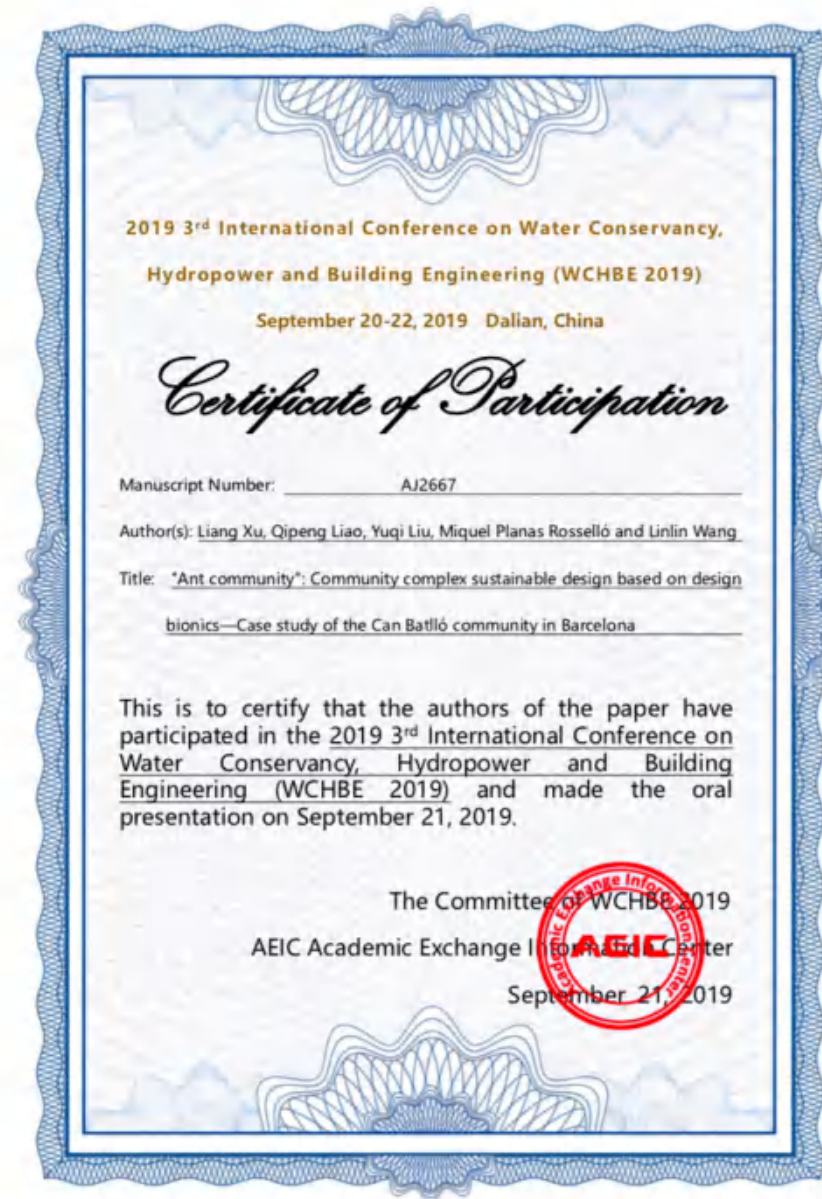 2019 3rd International Conference on Water Conservancy,
Hydropower and Building Engineering (WCHBE 2019)
September 20-22, 2019 Dalian, China
Certificate of Participation
Manuscript Number: AJ2667
Author(s): Liang Xu, Qipeng Liao, Yuqi Liu, Miquel Planas Rosselló and Linlin Wang
Title: "Ant community": Community complex sustainable design based on design
bionics—Case study of the Can Batlló community in Barcelona
This is to certify that the authors of the paper have
participated in the 2019 3rd International Conference on
Water Conservancy, Hydropower and Building
Engineering (WCHBE 2019) and made the oral
presentation on September 21, 2019.
The Committee of WCHBE 2019
AEIC Academic Exchange Information Center
September 21, 2019
Academic Exchange Information Center
AEIC